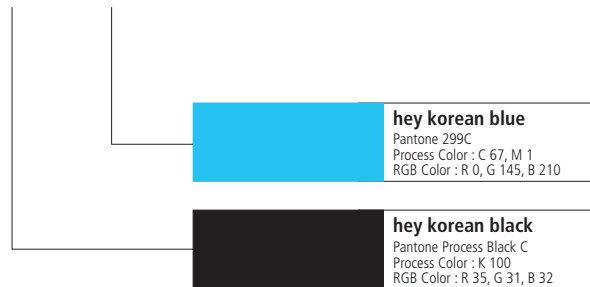 hey korean blue
Pantone 299C
Process Color : C 67, M 1
RGB Color : R 0, G 145, B 210
hey korean black
Pantone Process Black C
Process Color : K 100
RGB Color : R 35, G 31, B 32